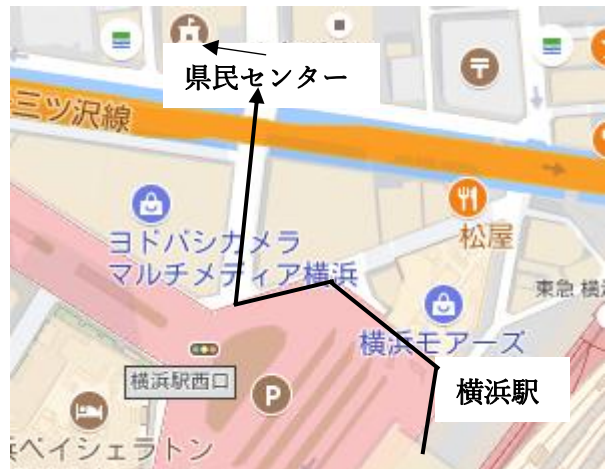 県民センター
三ツ沢線
〒
ヨドバシカメラ
マルチメディア横浜
松屋
東急 横
横浜モアーズ
横浜駅
横浜駅西口
P
ベイシェラトン